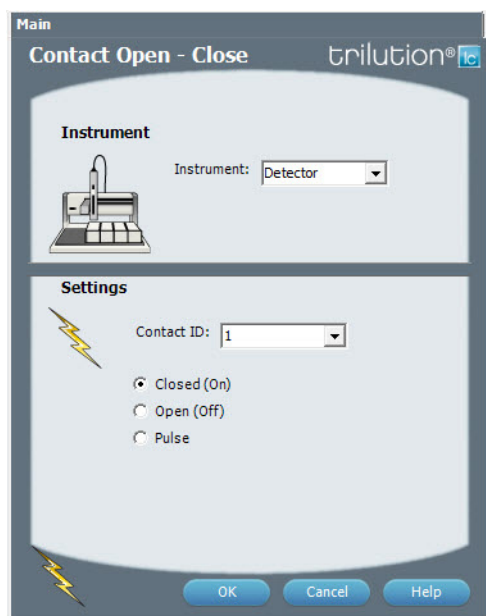 Main
Contact Open - Close
trilution® lc
Instrument
Instrument: Detector
Settings
Contact ID: 1
Closed (On)
Open (Off)
Pulse
OK Cancel Help